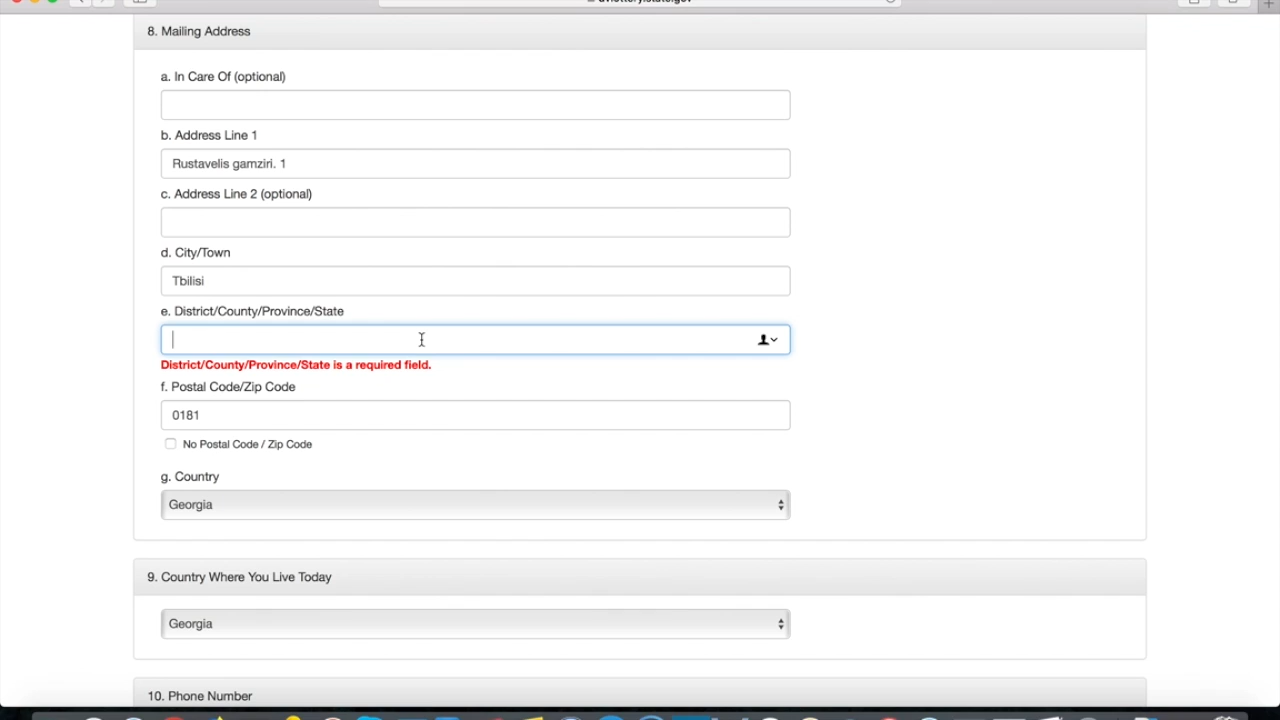 8. Mailing Address
a. In Care Of (optional)
b. Address Line 1
Rustavelis gamziri. 1
c. Address Line 2 (optional)
d. City/Town
Tbilisi
e. District/County/Province/State
District/County/Province/State is a required field.
f. Postal Code/Zip Code
0181
No Postal Code / Zip Code
g. Country
Georgia
9. Country Where You Live Today
Georgia
10. Phone Number